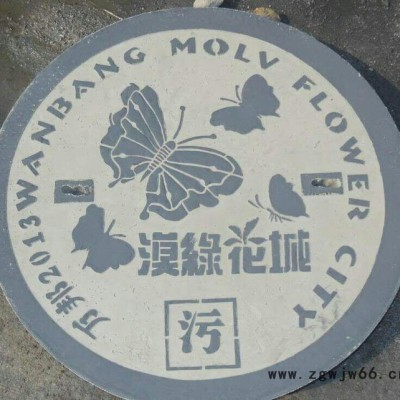 万邦2013WANBANG MOLV FLOWER CITY
漠綠花城
污
www.zgwjw66.c